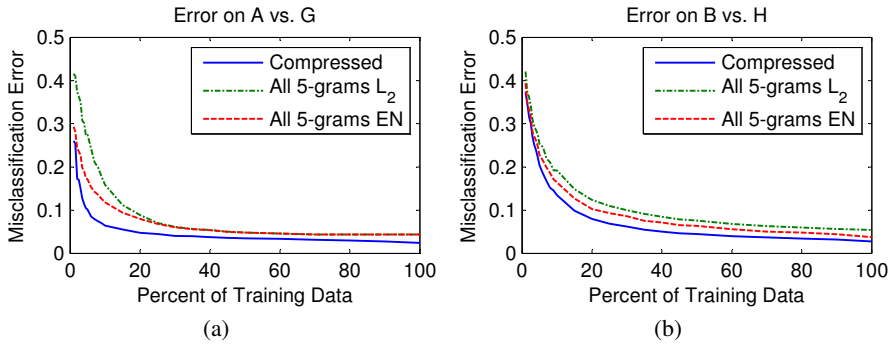 Error on A vs. G
Misclassification Error
0.5
0.4
0.3
0.2
0.1
0
Compressed
All 5-grams L₂
All 5-grams EN
0 20 40 60 80 100
Percent of Training Data
(a)
Error on B vs. H
Misclassification Error
0.5
0.4
0.3
0.2
0.1
0
Compressed
All 5-grams L₂
All 5-grams EN
0 20 40 60 80 100
Percent of Training Data
(b)